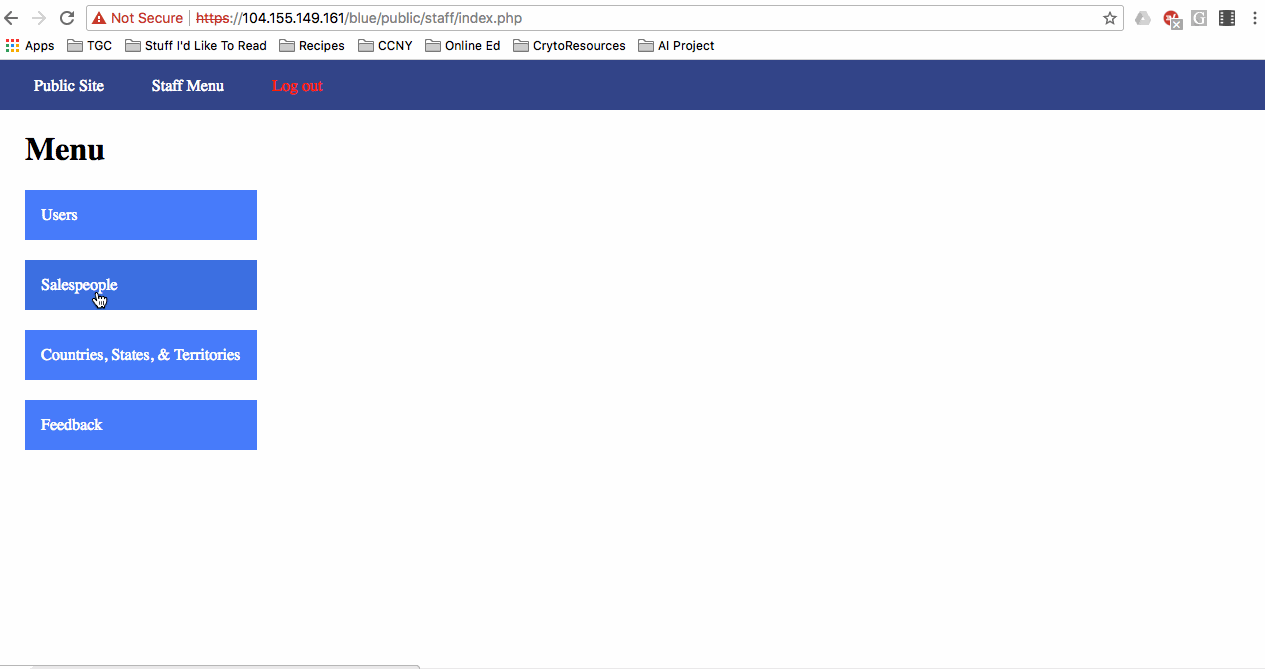 Not Secure https://104.155.149.161/blue/public/staff/index.php
Apps TGC Stuff I'd Like To Read Recipes CCNY Online Ed CrytoResources AI Project
Public Site Staff Menu Log out
Menu
Users
Salespeople
Countries, States, & Territories
Feedback